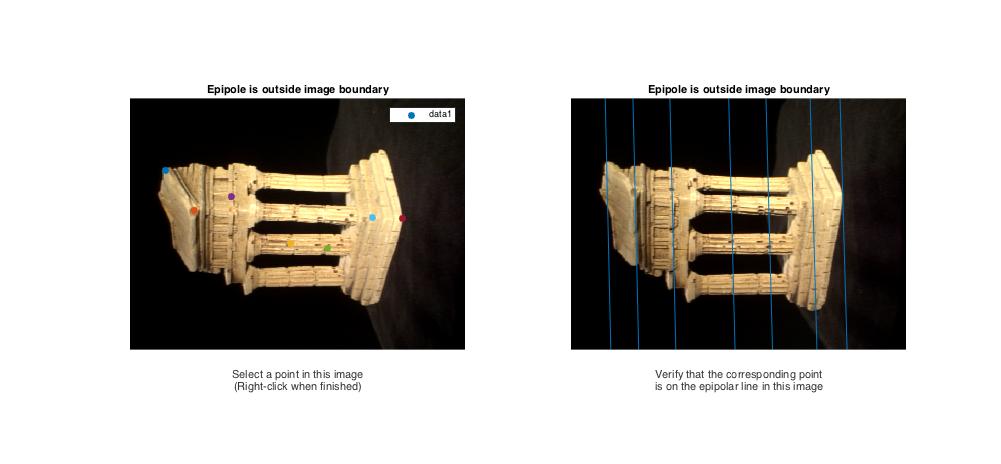 Epipole is outside image boundary
data1
Select a point in this image
(Right-click when finished)
Epipole is outside image boundary
Verify that the corresponding point
is on the epipolar line in this image